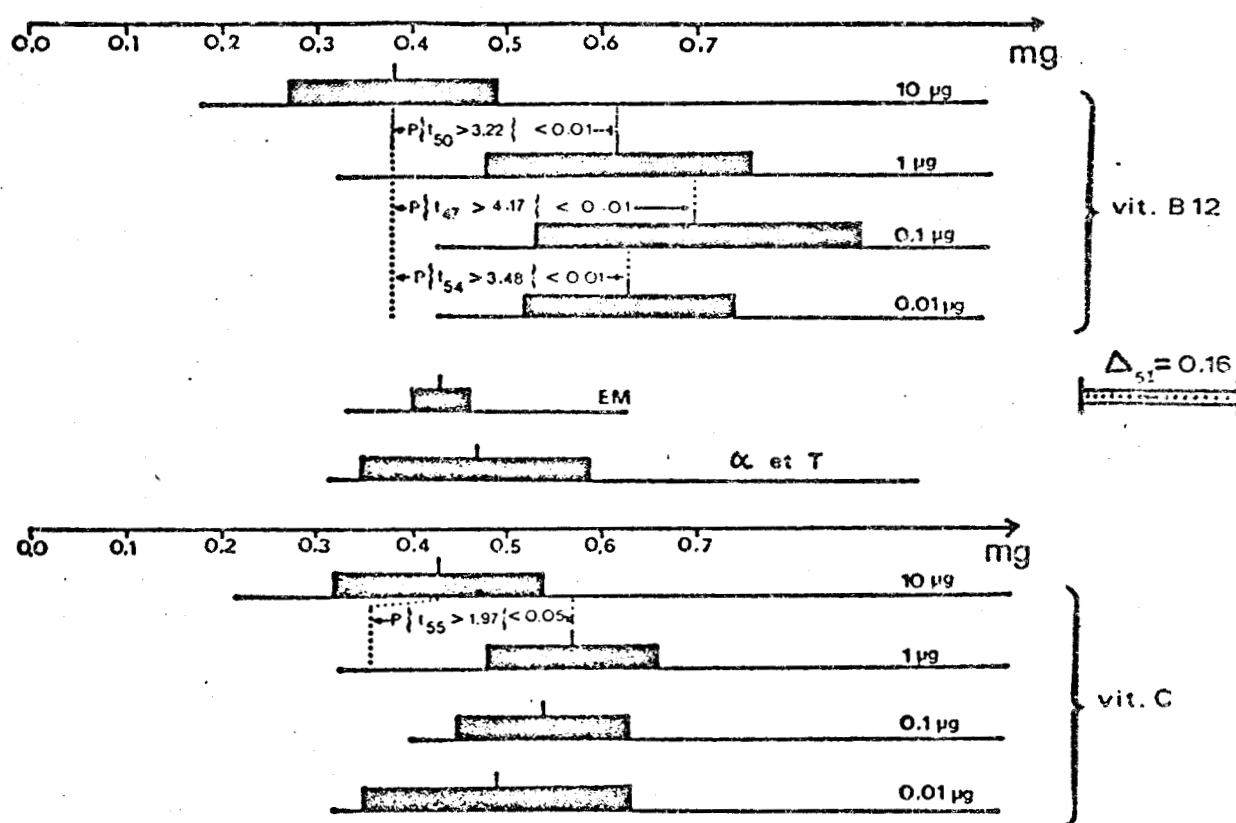 0.0 0.1 0.2 0.3 0.4 0.5 0.6 0.7
mg
10 µg
P{t50 > 3.22{ < 0.01
1 µg
P{t47 > 4.17{ < 0.01
0.1 µg
P{t54 > 3.48{ < 0.01
0.01 µg
vit. B12
Δ51 = 0.16
EM
α et T
0.0 0.1 0.2 0.3 0.4 0.5 0.6 0.7
mg
10 µg
P{t55 > 1.97{ < 0.05
1 µg
0.1 µg
0.01 µg
vit. C